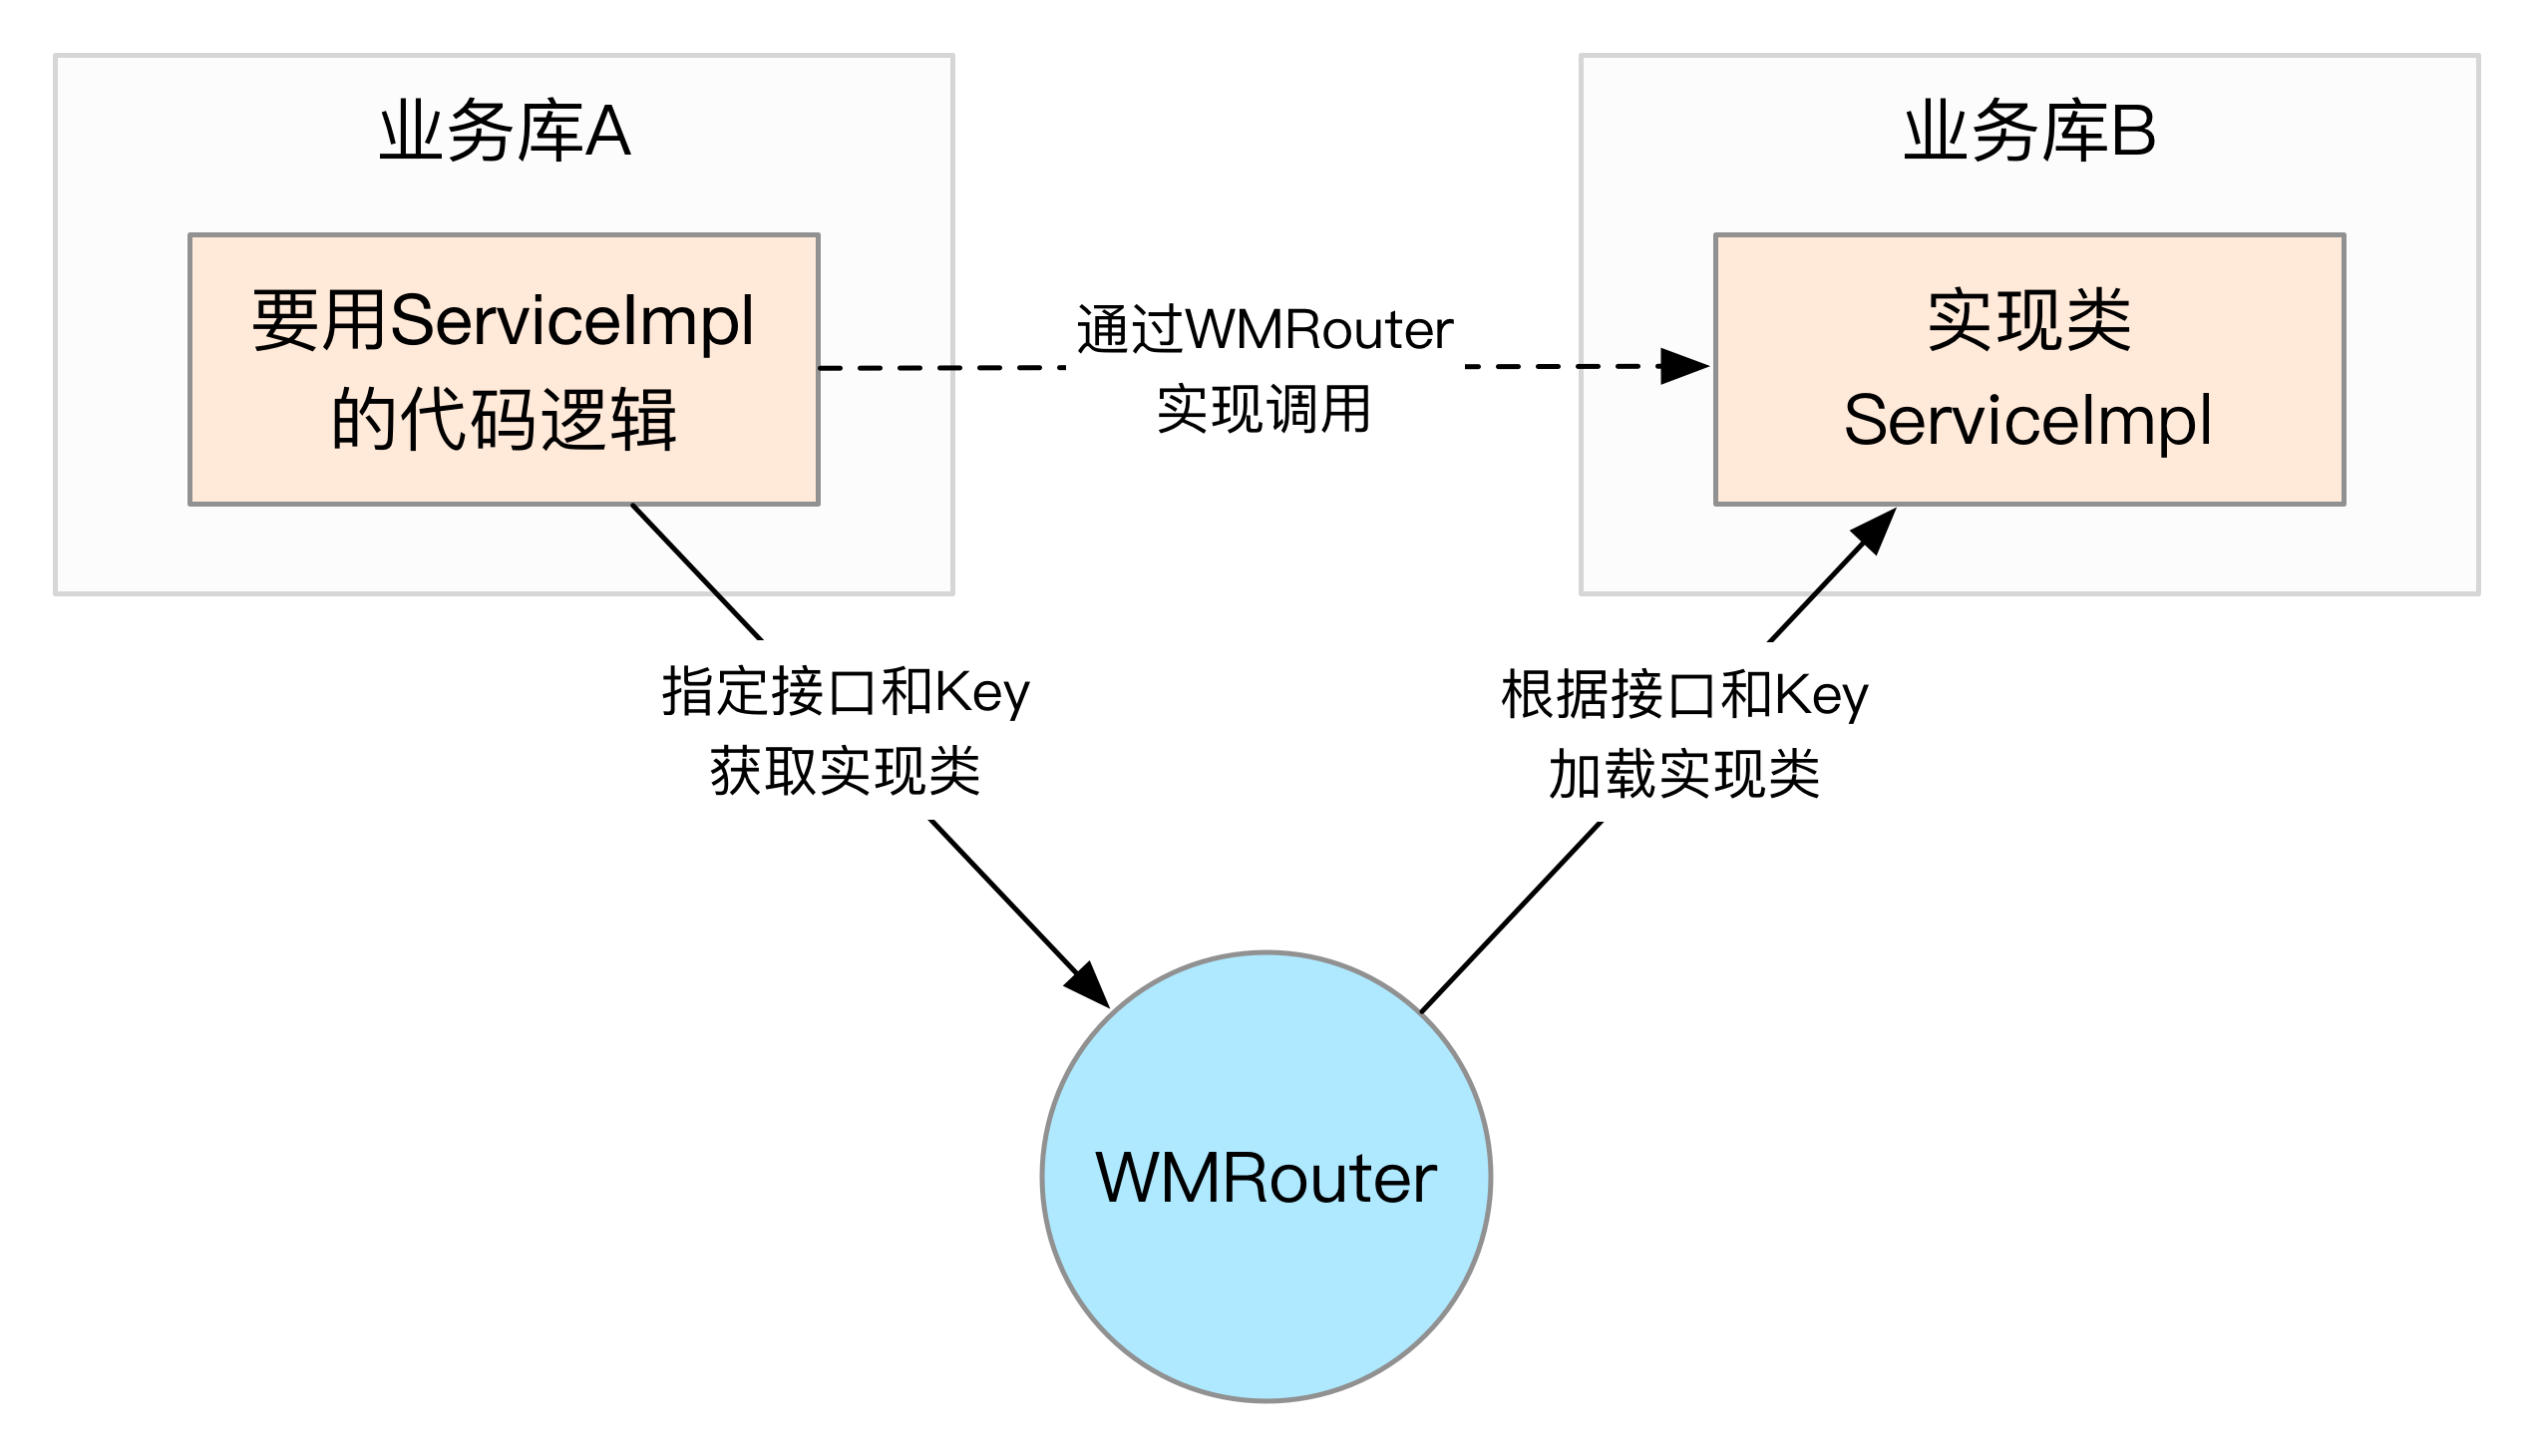 业务库A
要用ServiceImpl
的代码逻辑
通过WMRouter
实现调用
业务库B
实现类
ServiceImpl
指定接口和Key
获取实现类
根据接口和Key
加载实现类
WMRouter